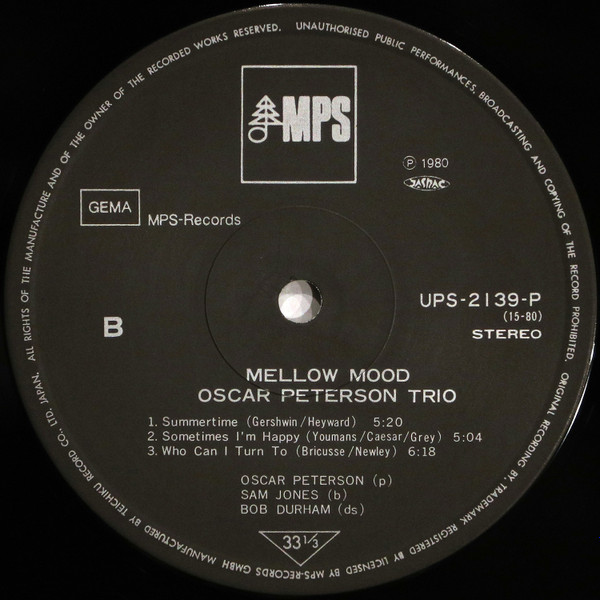 ALL RIGHTS OF THE MANUFACTURE AND OF THE OWNER OF THE RECORDED WORKS RESERVED. UNAUTHORISED PUBLIC PERFORMANCES, BROADCASTING AND COPYING OF THE RECORD PROHIBITED. ORIGINAL RECORDING BY, TRADEMARK REGISTERED BY LICENSED BY MPS-RECORDS GMBH MANUFACTURED BY TEICHIKU RECORD CO., LTD. JAPAN.
MPS
℗ 1980
JASRAC
GEMA
MPS-Records
UPS-2139-P
(15-80)
STEREO
B
MELLOW MOOD
OSCAR PETERSON TRIO
1. Summertime (Gershwin/Heyward) 5:20
2. Sometimes I'm Happy (Youmans/Caesar/Grey) 5:04
3. Who Can I Turn To (Bricusse/Newley) 6:18
OSCAR PETERSON (p)
SAM JONES (b)
BOB DURHAM (ds)
33 1/3